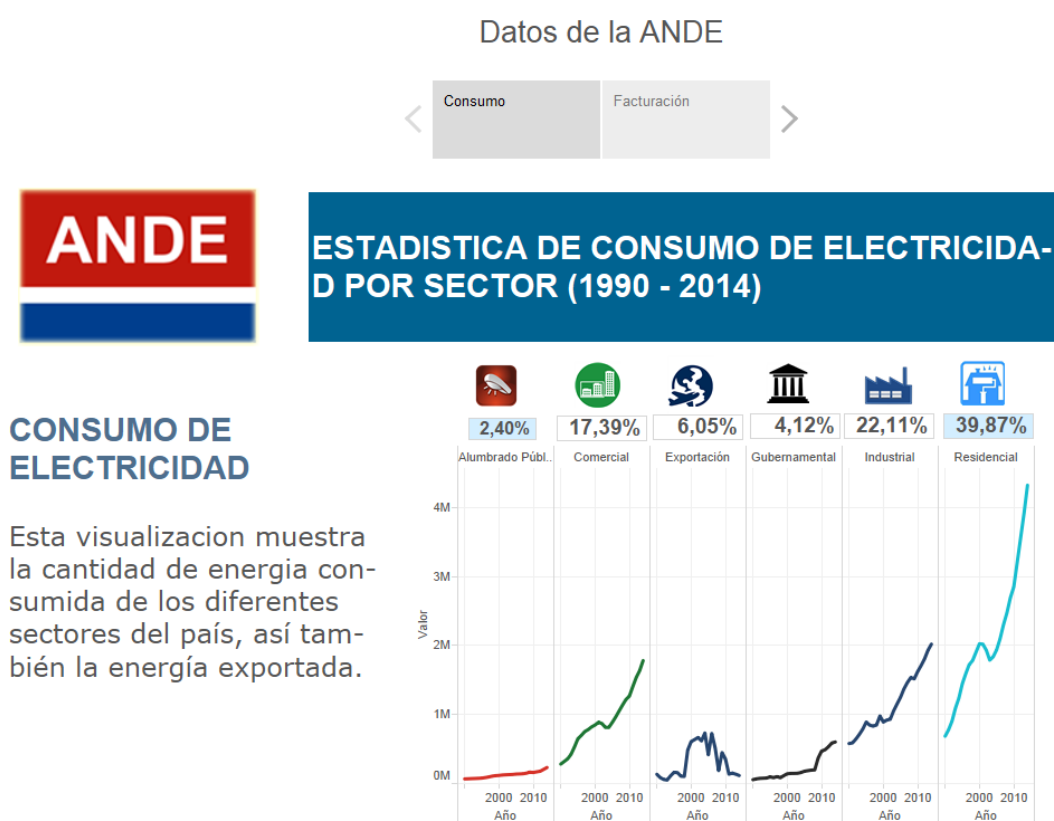 Datos de la ANDE
Consumo
Facturación
ANDE
ESTADISTICA DE CONSUMO DE ELECTRICIDA-
D POR SECTOR (1990 - 2014)
CONSUMO DE
ELECTRICIDAD
Esta visualizacion muestra
la cantidad de energia con-
sumida de los diferentes
sectores del país, así tam-
bién la energía exportada.
2,40% 17,39% 6,05% 4,12% 22,11% 39,87%
Alumbrado Públ.. Comercial Exportación Gubernamental Industrial Residencial
Valor
4M
3M
2M
1M
0M
2000 2010 2000 2010 2000 2010 2000 2010 2000 2010 2000 2010
Año Año Año Año Año Año